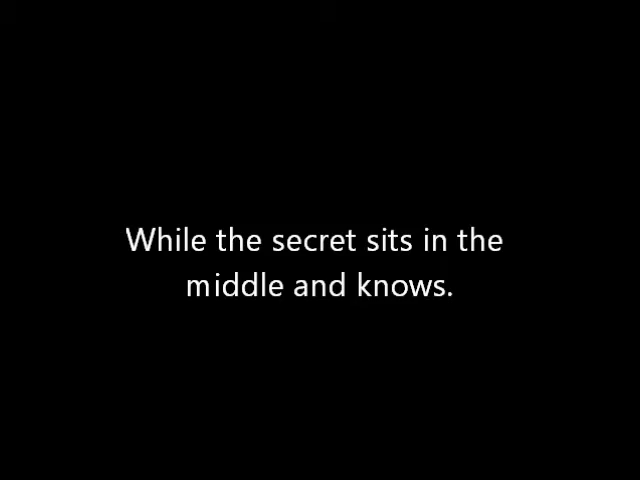 While the secret sits in the
middle and knows.